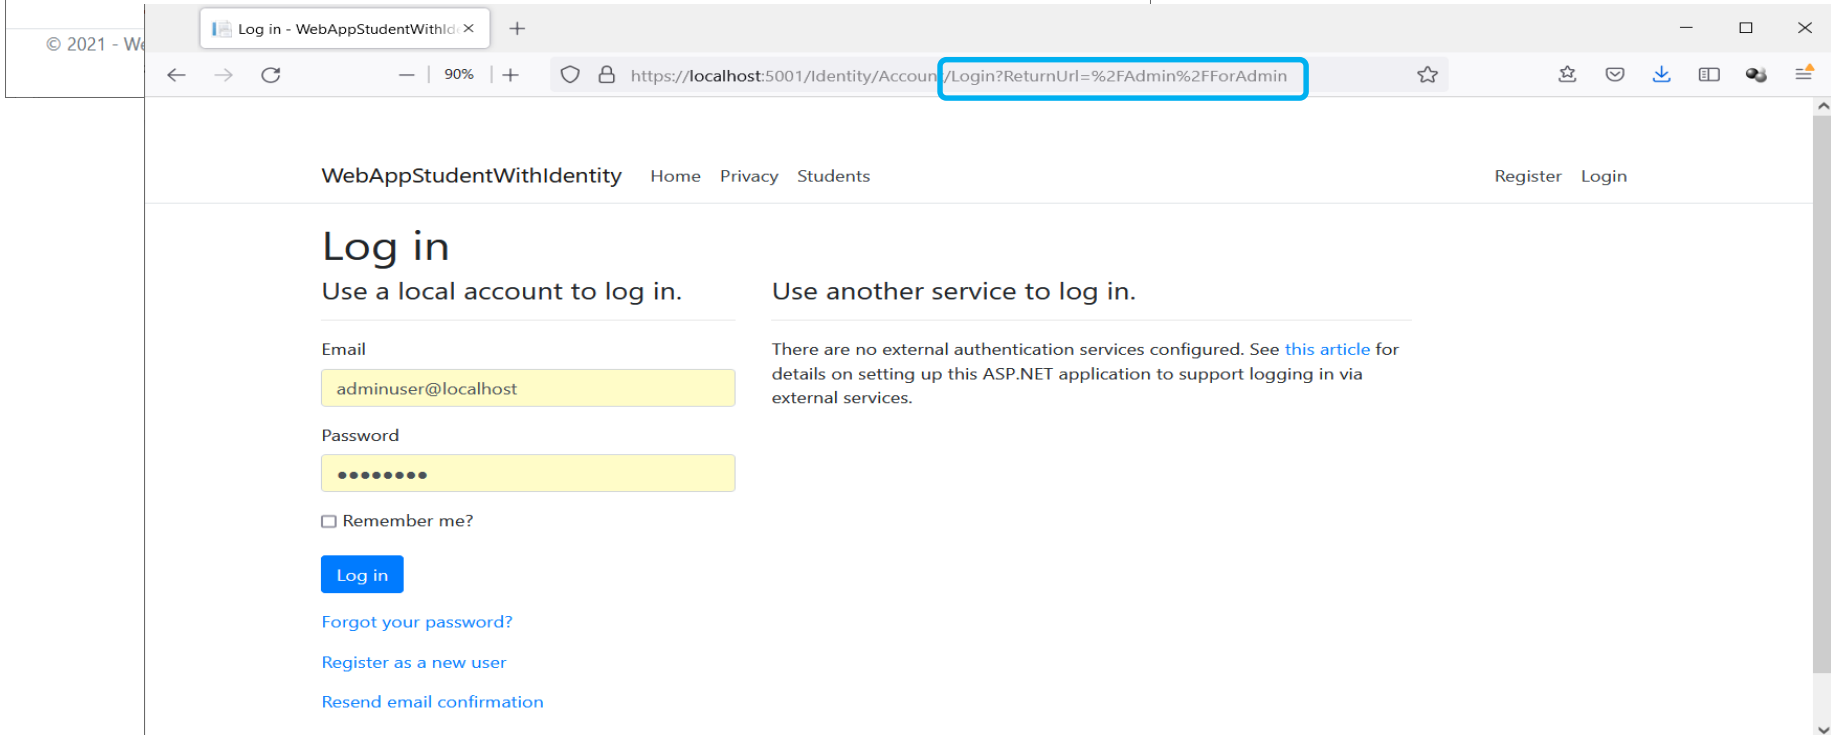 © 2021 - We
Log in - WebAppStudentWithId
90%
https://localhost:5001/Identity/Account/Login?ReturnUrl=%2FAdmin%2FForAdmin
WebAppStudentWithIdentity Home Privacy Students Register Login
Log in
Use a local account to log in.
Email
adminuser@localhost
Password
Remember me?
Log in
Forgot your password?
Register as a new user
Resend email confirmation
Use another service to log in.
There are no external authentication services configured. See this article for
details on setting up this ASP.NET application to support logging in via
external services.